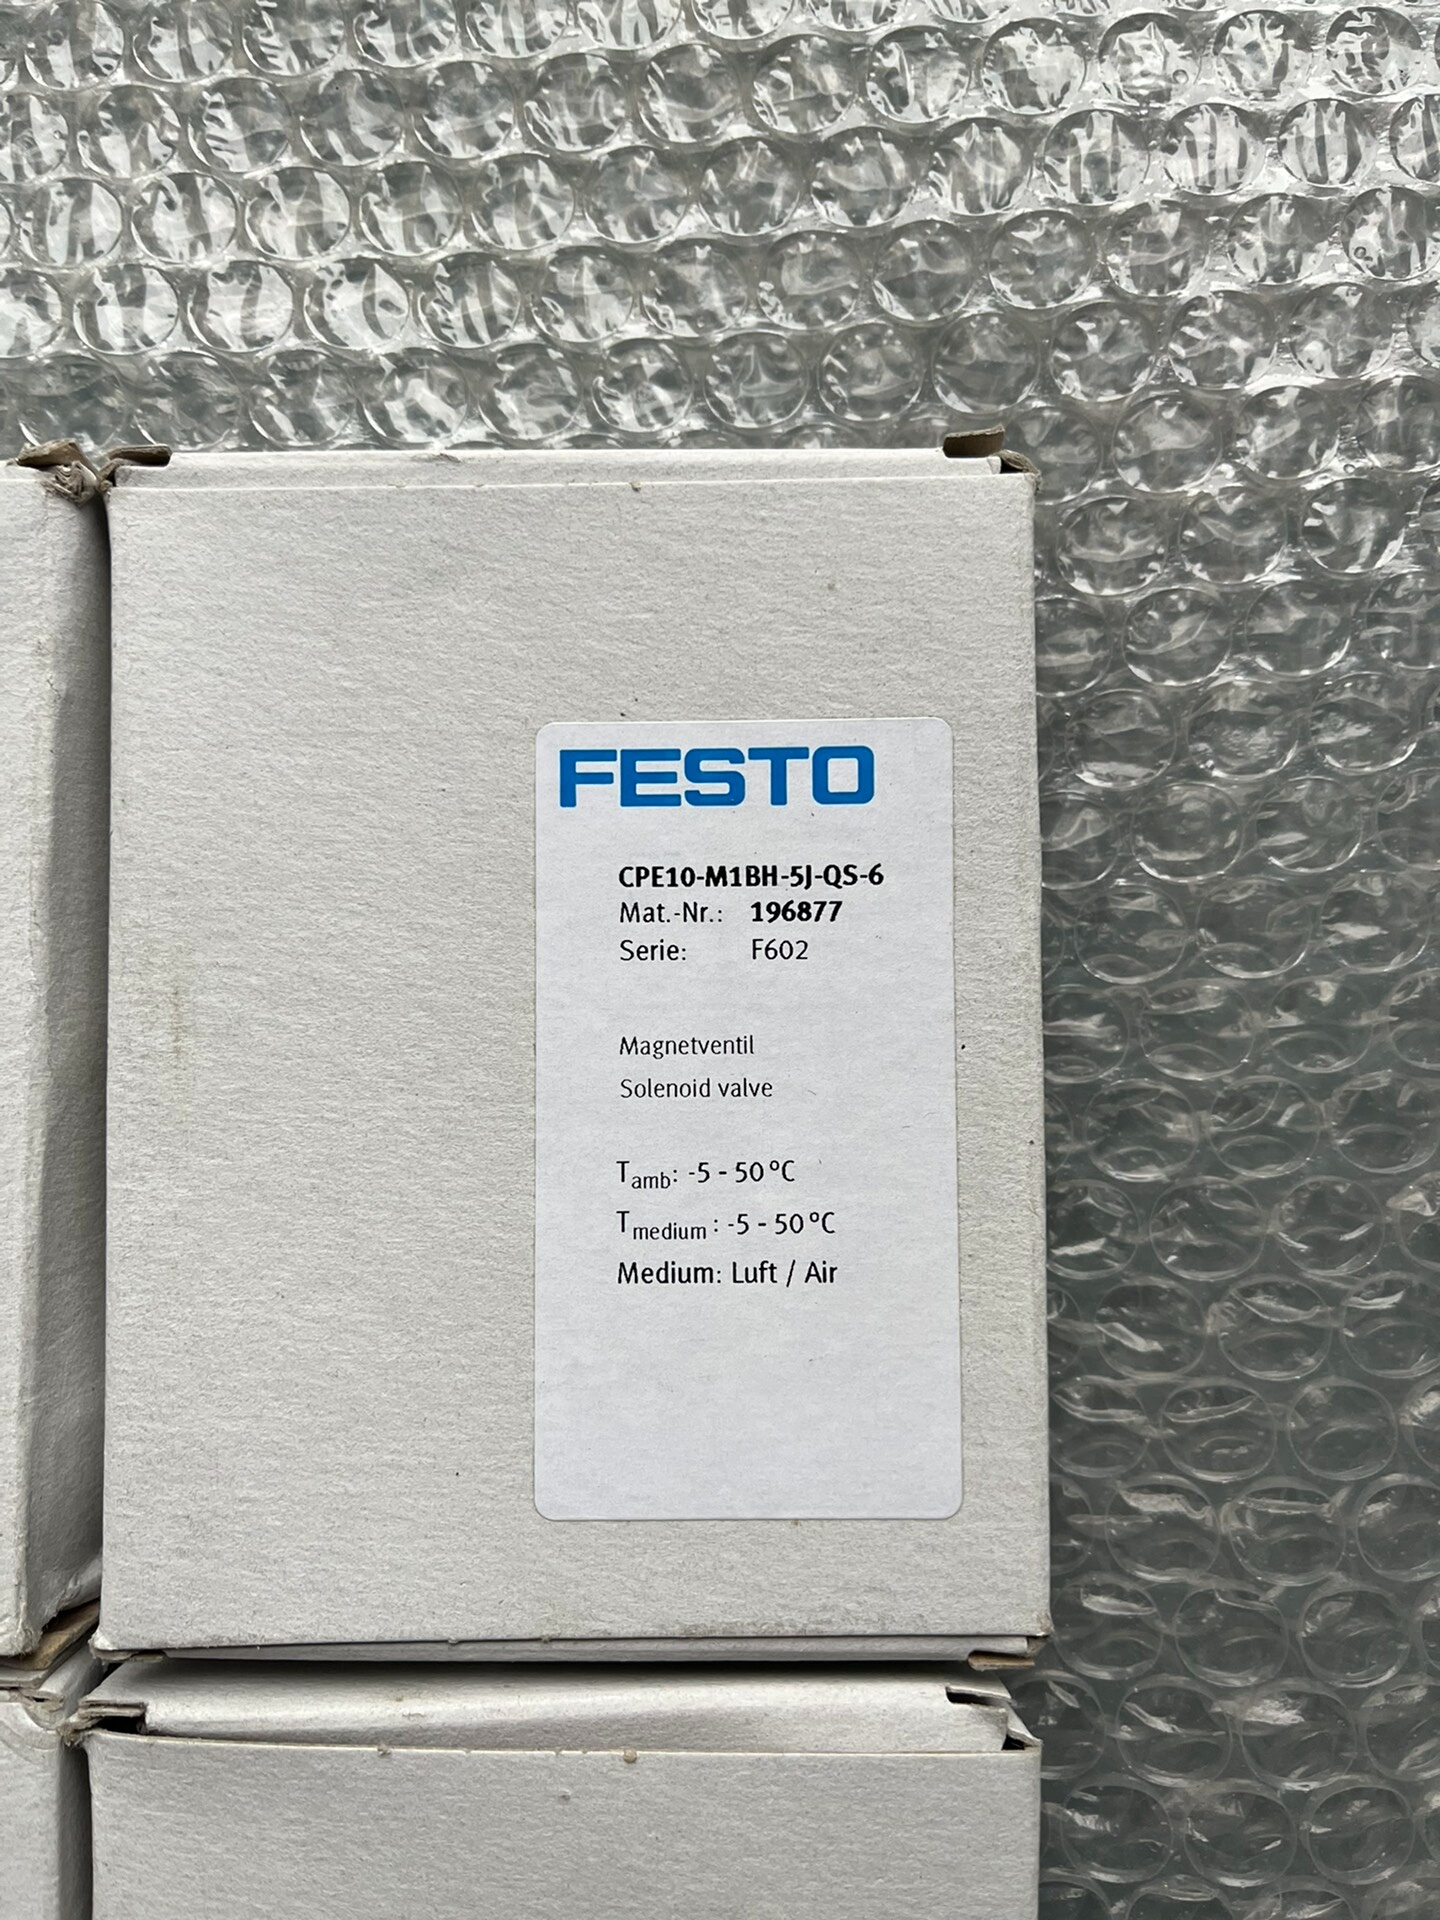 FESTO
CPE10-M1BH-5J-QS-6
Mat.-Nr.: 196877
Serie: F602
Magnetventil
Solenoid valve
Tamb: -5 - 50 °C
Tmedium : -5 - 50 °C
Medium: Luft / Air